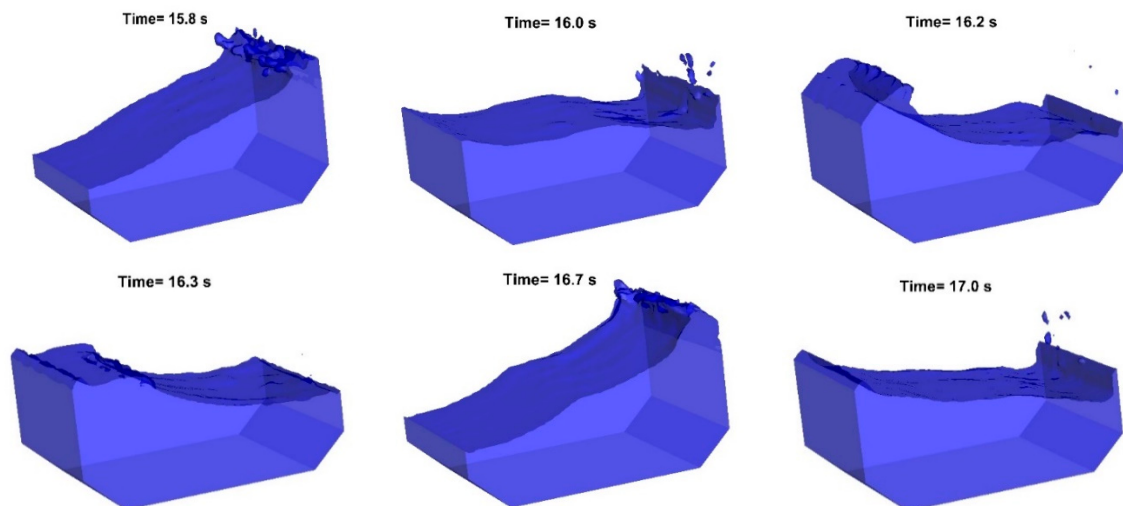 Time= 15.8 s
Time= 16.0 s
Time= 16.2 s
Time= 16.3 s
Time= 16.7 s
Time= 17.0 s